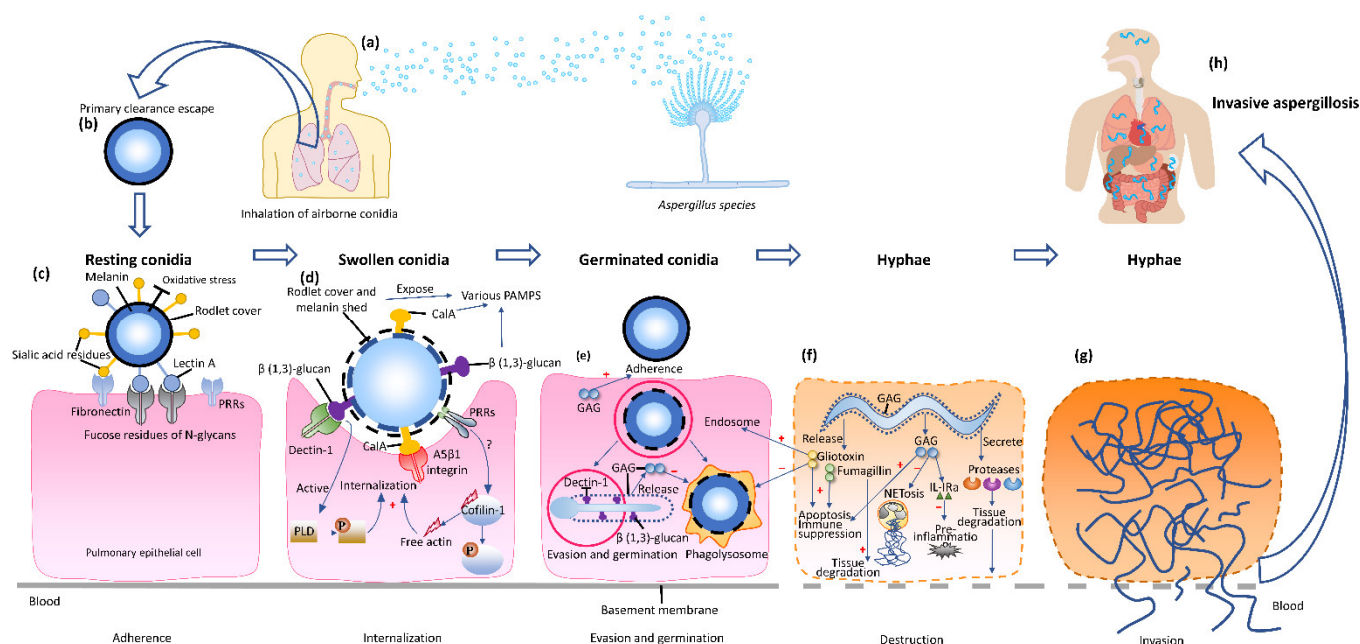 (a)
Primary clearance escape
(b)
Inhalation of airborne conidia
Aspergillus species
(h)
Invasive aspergillosis
Resting conidia
Swollen conidia
Germinated conidia
Hyphae
Hyphae
(c)
Melanin
Oxidative stress
Rodlet cover
Sialic acid residues
Lectin A
Fibronectin
PRRs
Fucose residues of N-glycans
Pulmonary epithelial cell
(d)
Rodlet cover and
melanin shed
Expose
Various PAMPS
CalA
β (1,3)-glucan
β (1,3)-glucan
PRRs
CalA
Α5β1
integrin
Dectin-1
?
Active
Internalization
+
Cofilin-1
PLD
P
Free actin
P
(e)
+
Adherence
GAG
Endosome
GAG
-
Dectin-1
Release
β (1,3)-glucan
Evasion and germination
Phagolysosome
(f)
GAG
Release
GAG
Secrete
+
Gliotoxin
-
Fumagillin
+
-
Proteases
IL-IRa
+
NETosis
-
Apoptosis
Immune
suppression
Pre-
inflammatio
n
Tissue
degradation
+
Tissue
degradation
(g)
Blood
Basement membrane
Blood
Adherence
Internalization
Evasion and germination
Destruction
Invasion